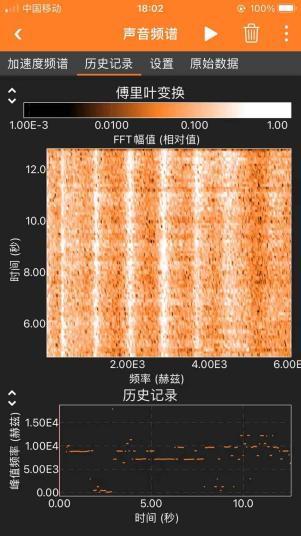 中国移动 18:02 100%
声音频谱
加速度频谱 历史记录 设置 原始数据
傅里叶变换
1.00E-3 0.0100 0.100 1.00
FFT幅值 (相对值)
12.0
10.0
8.00
6.00
时间 (秒)
2.00E3 4.00E3 6.00E
频率 (赫兹)
历史记录
1.50E4
1.00E4
5.00E3
0.00
峰值频率 (赫兹)
0.00 5.00 10.0
时间 (秒)